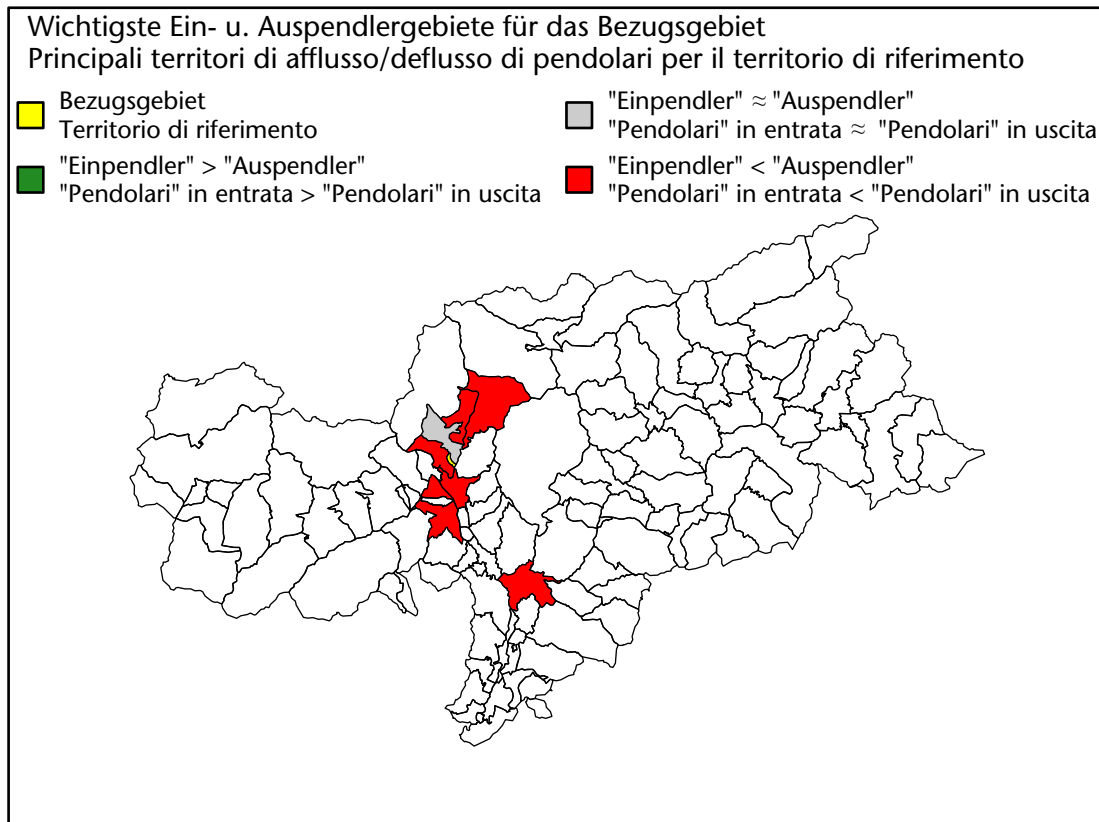 Wichtigste Ein- u. Auspendlergebiete für das Bezugsgebiet
Principali territori di afflusso/deflusso di pendolari per il territorio di riferimento
Bezugsgebiet
Territorio di riferimento
"Einpendler" > "Auspendler"
"Pendolari" in entrata > "Pendolari" in uscita
"Einpendler" ≈ "Auspendler"
"Pendolari" in entrata ≈ "Pendolari" in uscita
"Einpendler" < "Auspendler"
"Pendolari" in entrata < "Pendolari" in uscita